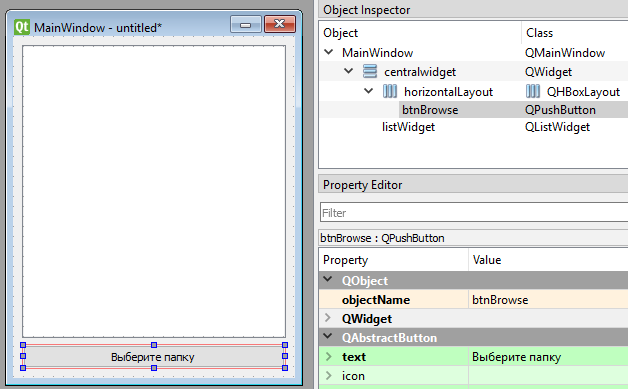 Qt MainWindow - untitled*
Выберите папку
Object Inspector
Object Class
MainWindow QMainWindow
centralwidget QWidget
horizontalLayout QHBoxLayout
btnBrowse QPushButton
listWidget QListWidget
Property Editor
Filter
btnBrowse : QPushButton
Property Value
QObject
objectName btnBrowse
QWidget
QAbstractButton
text Выберите папку
icon